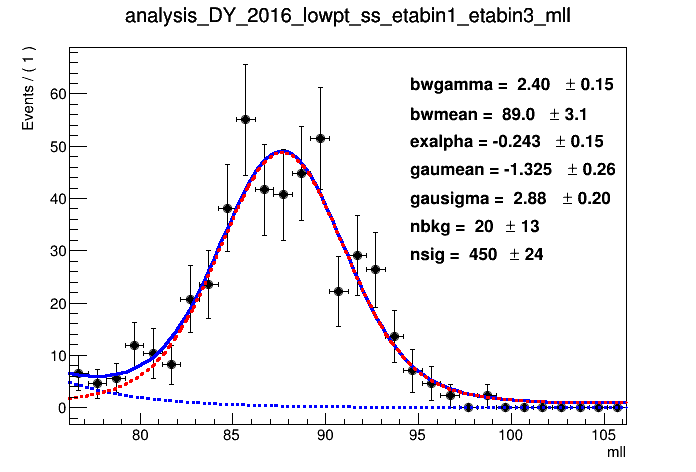 analysis_DY_2016_lowpt_ss_etabin1_etabin3_mll
Events / ( 1 )
60
50
40
30
20
10
0
bwgamma = 2.40 ± 0.15
bwmean = 89.0 ± 3.1
exalpha = -0.243 ± 0.15
gaumean = -1.325 ± 0.26
gausigma = 2.88 ± 0.20
nbkg = 20 ± 13
nsig = 450 ± 24
80 85 90 95 100 105
mll